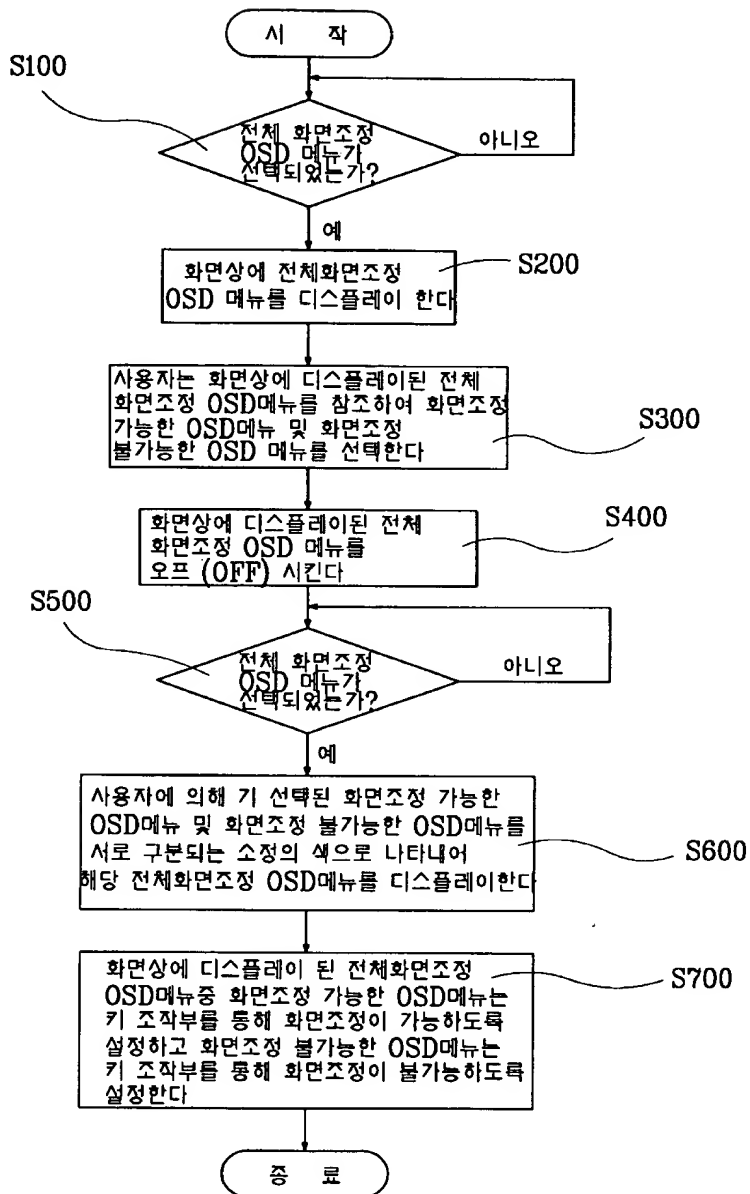 시 작
S100
전체 화면조정
OSD 메뉴가
선택되었는가?
아니오
예
화면상에 전체화면조정
OSD 메뉴를 디스플레이 한다
S200
사용자는 화면상에 디스플레이된 전체
화면조정 OSD메뉴를 참조하여 화면조정
가능한 OSD메뉴 및 화면조정
불가능한 OSD 메뉴를 선택한다
S300
화면상에 디스플레이된 전체
화면조정 OSD 메뉴를
오프 (OFF) 시킨다
S400
S500
전체 화면조정
OSD 메뉴가
선택되었는가?
아니오
예
사용자에 의해 기 선택된 화면조정 가능한
OSD메뉴 및 화면조정 불가능한 OSD메뉴를
서로 구분되는 소정의 색으로 나타내어
해당 전체화면조정 OSD메뉴를 디스플레이한다
S600
화면상에 디스플레이 된 전체화면조정
OSD메뉴중 화면조정 가능한 OSD메뉴는
키 조작부를 통해 화면조정이 가능하도록
설정하고 화면조정 불가능한 OSD메뉴는
키 조작부를 통해 화면조정이 불가능하도록
설정한다
S700
종 료